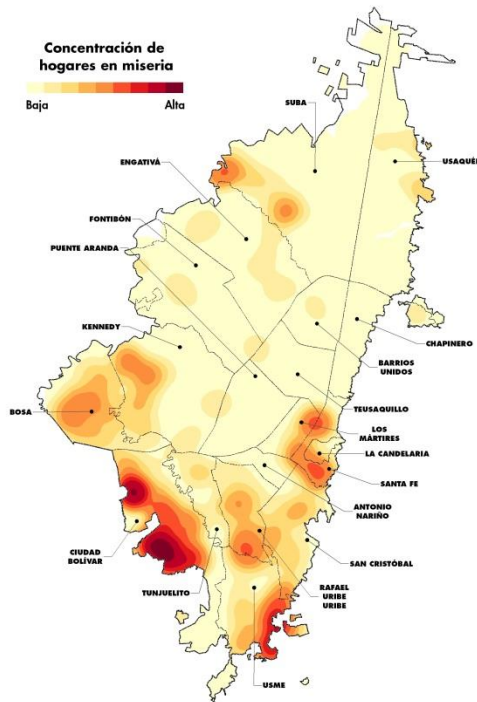 Concentración de
hogares en miseria
Baja
Alta
SUBA
USAQUÉN
ENGATIVÁ
FONTIBÓN
PUENTE ARANDA
KENNEDY
CHAPINERO
BARRIOS
UNIDOS
BOSA
TEUSAQUILLO
LOS
MÁRTIRES
LA CANDELARIA
SANTA FE
ANTONIO
NARIÑO
CIUDAD
BOLÍVAR
SAN CRISTÓBAL
TUNJUELITO
RAFAEL
URIBE
URIBE
USME